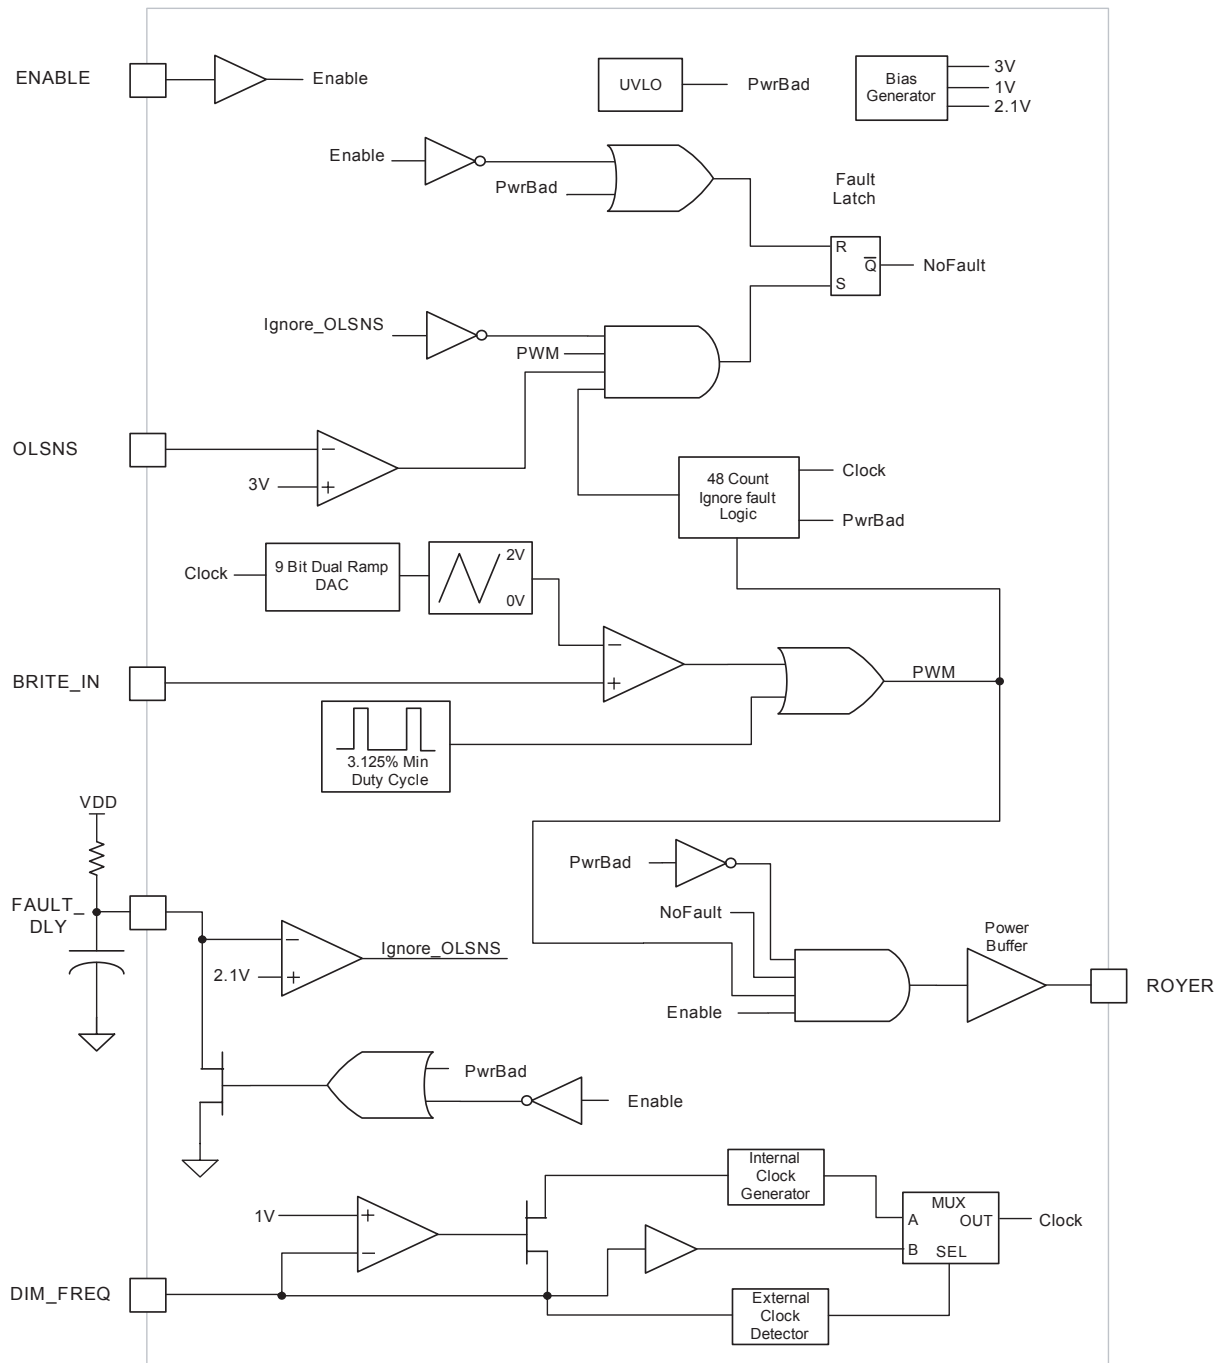 ENABLE
Enable
UVLO
PwrBad
Bias
Generator
3V
1V
2.1V
Enable
PwrBad
Fault
Latch
R
Q̅
S
NoFault
Ignore_OLSNS
PWM
OLSNS
−
3V
+
48 Count
Ignore fault
Logic
Clock
PwrBad
Clock
9 Bit Dual Ramp
DAC
2V
0V
−
+
BRITE_IN
PWM
3.125% Min
Duty Cycle
VDD
FAULT_
DLY
−
2.1V
+
Ignore_OLSNS
PwrBad
NoFault
Enable
Power
Buffer
ROYER
PwrBad
Enable
Internal
Clock
Generator
1V
+
−
MUX
A
OUT
B
SEL
Clock
DIM_FREQ
External
Clock
Detector